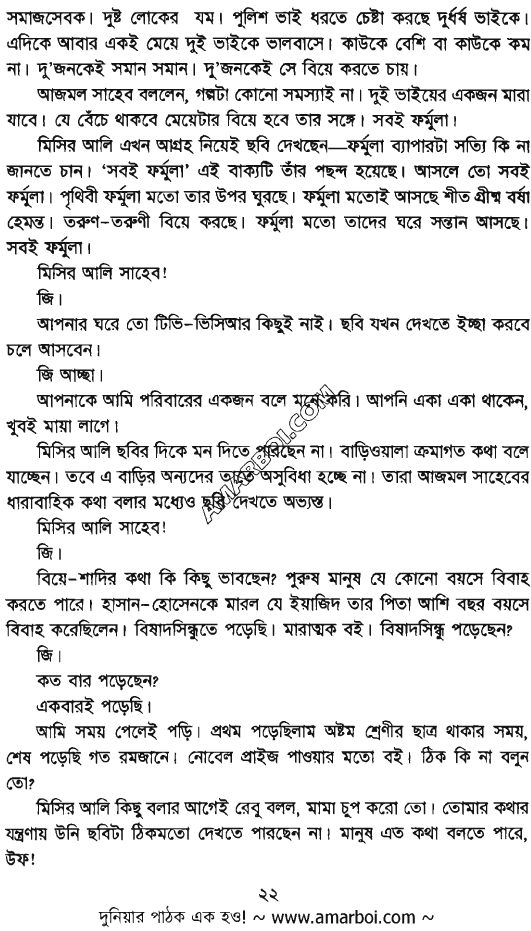 সমাজসেবক। দুষ্ট লোকের যম। পুলিশ ভাই ধরতে চেষ্টা করছে দুর্ধর্ষ ভাইকে।
এদিকে আবার একই মেয়ে দুই ভাইকে ভালবাসে। কাউকে বেশি বা কাউকে কম
না। দু'জনকেই সমান সমান। দু'জনকেই সে বিয়ে করতে চায়।
আজমল সাহেব বললেন, গল্পটা কোনো সমস্যাই না। দুই ভাইয়ের একজন মারা
যাবে। যে বেঁচে থাকবে মেয়েটার বিয়ে হবে তার সঙ্গে। সবই ফর্মুলা।
মিসির আলি এখন আগ্রহ নিয়েই ছবি দেখছেন—ফর্মুলা ব্যাপারটা সত্যি কি না
জানতে চান। 'সবই ফর্মুলা' এই বাক্যটি তাঁর পছন্দ হয়েছে। আসলে তো সবই
ফর্মুলা। পৃথিবী ফর্মুলা মতো তার উপর ঘুরছে। ফর্মুলা মতোই আসছে শীত গ্রীষ্ম বর্ষা
হেমন্ত। তরুণ-তরুণী বিয়ে করছে। ফর্মুলা মতো তাদের ঘরে সন্তান আসছে।
সবই ফর্মুলা।
মিসির আলি সাহেব!
জি।
আপনার ঘরে তো টিভি-ভিসিআর কিছুই নাই। ছবি যখন দেখতে ইচ্ছা করবে
চলে আসবেন।
জি আচ্ছা।
আপনাকে আমি পরিবারের একজন বলে মনে করি। আপনি একা একা থাকেন,
খুবই মায়া লাগে।
মিসির আলি ছবির দিকে মন দিতে পারছেন না। বাড়িওয়ালা ক্রমাগত কথা বলে
যাচ্ছেন। তবে এ বাড়ির অন্যদের তাতে অসুবিধা হচ্ছে না। তারা আজমল সাহেবের
ধারাবাহিক কথা বলার মধ্যেও ছবি দেখতে অভ্যস্ত।
মিসির আলি সাহেব!
জি।
বিয়ে-শাদির কথা কি কিছু ভাবছেন? পুরুষ মানুষ যে কোনো বয়সে বিবাহ
করতে পারে। হাসান-হোসেনকে মারল যে ইয়াজিদ তার পিতা আশি বছর বয়সে
বিবাহ করেছিলেন। বিষাদসিন্ধুতে পড়েছি। মারাত্মক বই। বিষাদসিন্ধু পড়েছেন?
জি।
কত বার পড়েছেন?
একবারই পড়েছি।
আমি সময় পেলেই পড়ি। প্রথম পড়েছিলাম অষ্টম শ্রেণীর ছাত্র থাকার সময়,
শেষ পড়েছি গত রমজানে। নোবেল প্রাইজ পাওয়ার মতো বই। ঠিক কি না বলুন
তো?
মিসির আলি কিছু বলার আগেই রেবু বলল, মামা চুপ করো তো। তোমার কথার
যন্ত্রণায় উনি ছবিটা ঠিকমতো দেখতে পারছেন না। মানুষ এত কথা বলতে পারে,
উফ!
AMARBOI.COM
২২
দুনিয়ার পাঠক এক হও! ~ www.amarboi.com ~